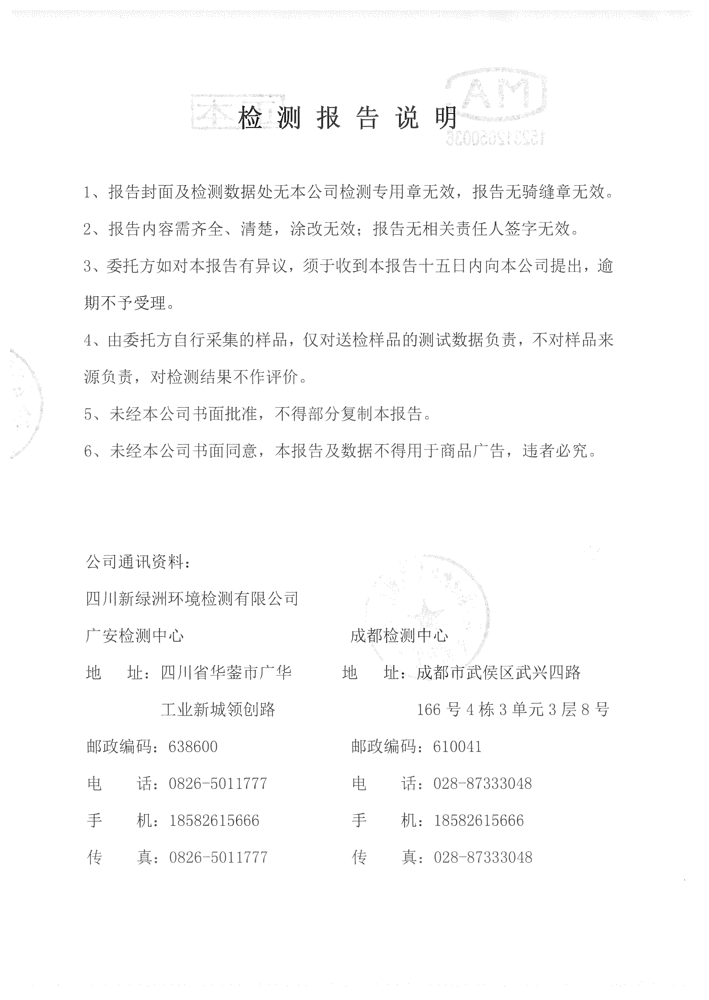 检测报告说明
1、报告封面及检测数据处无本公司检测专用章无效，报告无骑缝章无效。
2、报告内容需齐全、清楚，涂改无效；报告无相关责任人签字无效。
3、委托方如对本报告有异议，须于收到本报告十五日内向本公司提出，逾
期不予受理。
4、由委托方自行采集的样品，仅对送检样品的测试数据负责，不对样品来
源负责，对检测结果不作评价。
5、未经本公司书面批准，不得部分复制本报告。
6、未经本公司书面同意，本报告及数据不得用于商品广告，违者必究。
公司通讯资料：
四川新绿洲环境检测有限公司
广安检测中心 成都检测中心
地 址：四川省华蓥市广华 地 址：成都市武侯区武兴四路
工业新城领创路 166 号 4 栋 3 单元 3 层 8 号
邮政编码：638600 邮政编码：610041
电 话：0826-5011777 电 话：028-87333048
手 机：18582615666 手 机：18582615666
传 真：0826-5011777 传 真：028-87333048